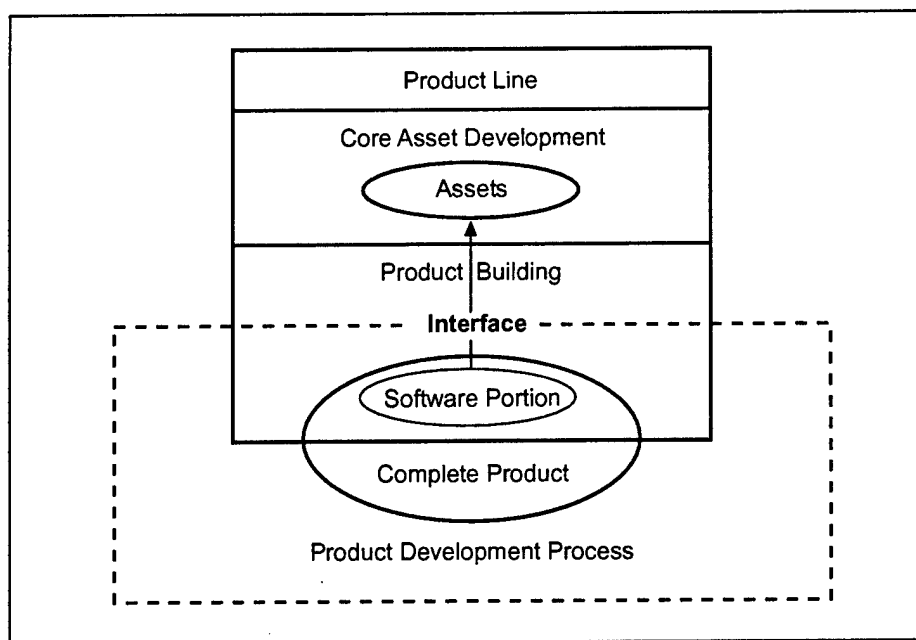 Product Line
Core Asset Development
Assets
Product Building
Interface
Software Portion
Complete Product
Product Development Process